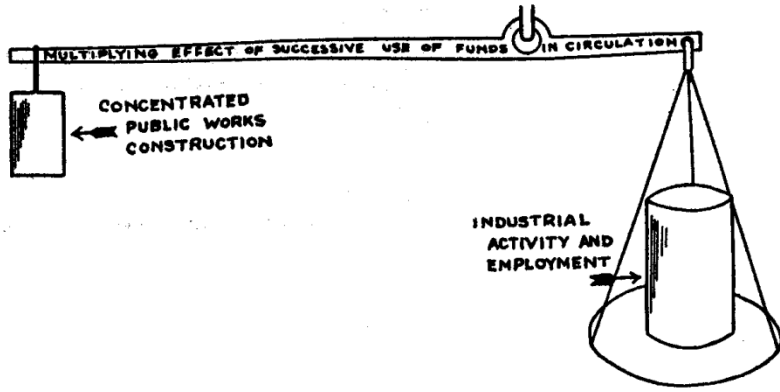 MULTIPLYING EFFECT OF SUCCESSIVE USE OF FUNDS IN CIRCULATION
CONCENTRATED
PUBLIC WORKS
CONSTRUCTION
INDUSTRIAL
ACTIVITY AND
EMPLOYMENT